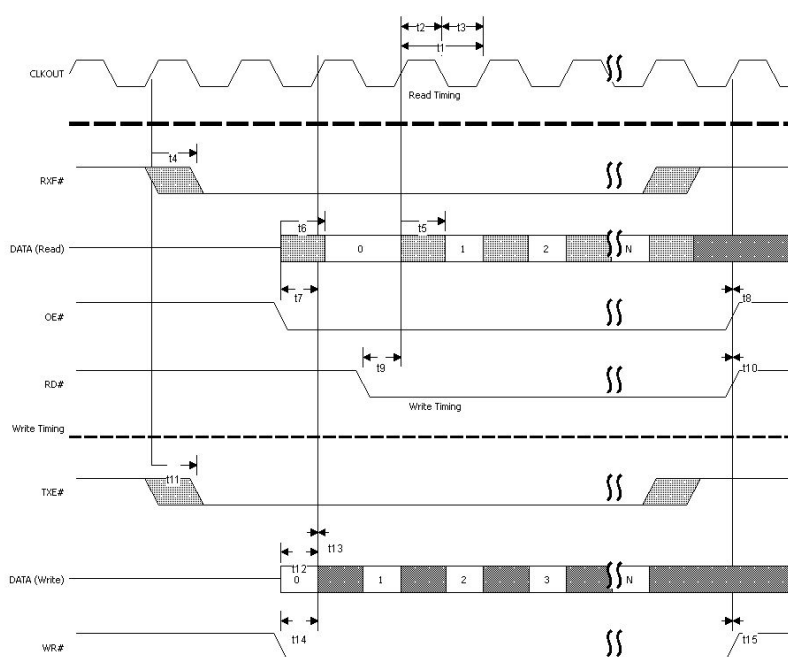 t2 t3
t1
CLKOUT
Read Timing
t4
RXF#
t6 t5
DATA (Read) 0 1 2 N
t7 t8
OE#
t9 t10
RD#
Write Timing
Write Timing
t11
TXE#
t13
t12
DATA (Write) 0 1 2 3 N
t14 t15
WR#